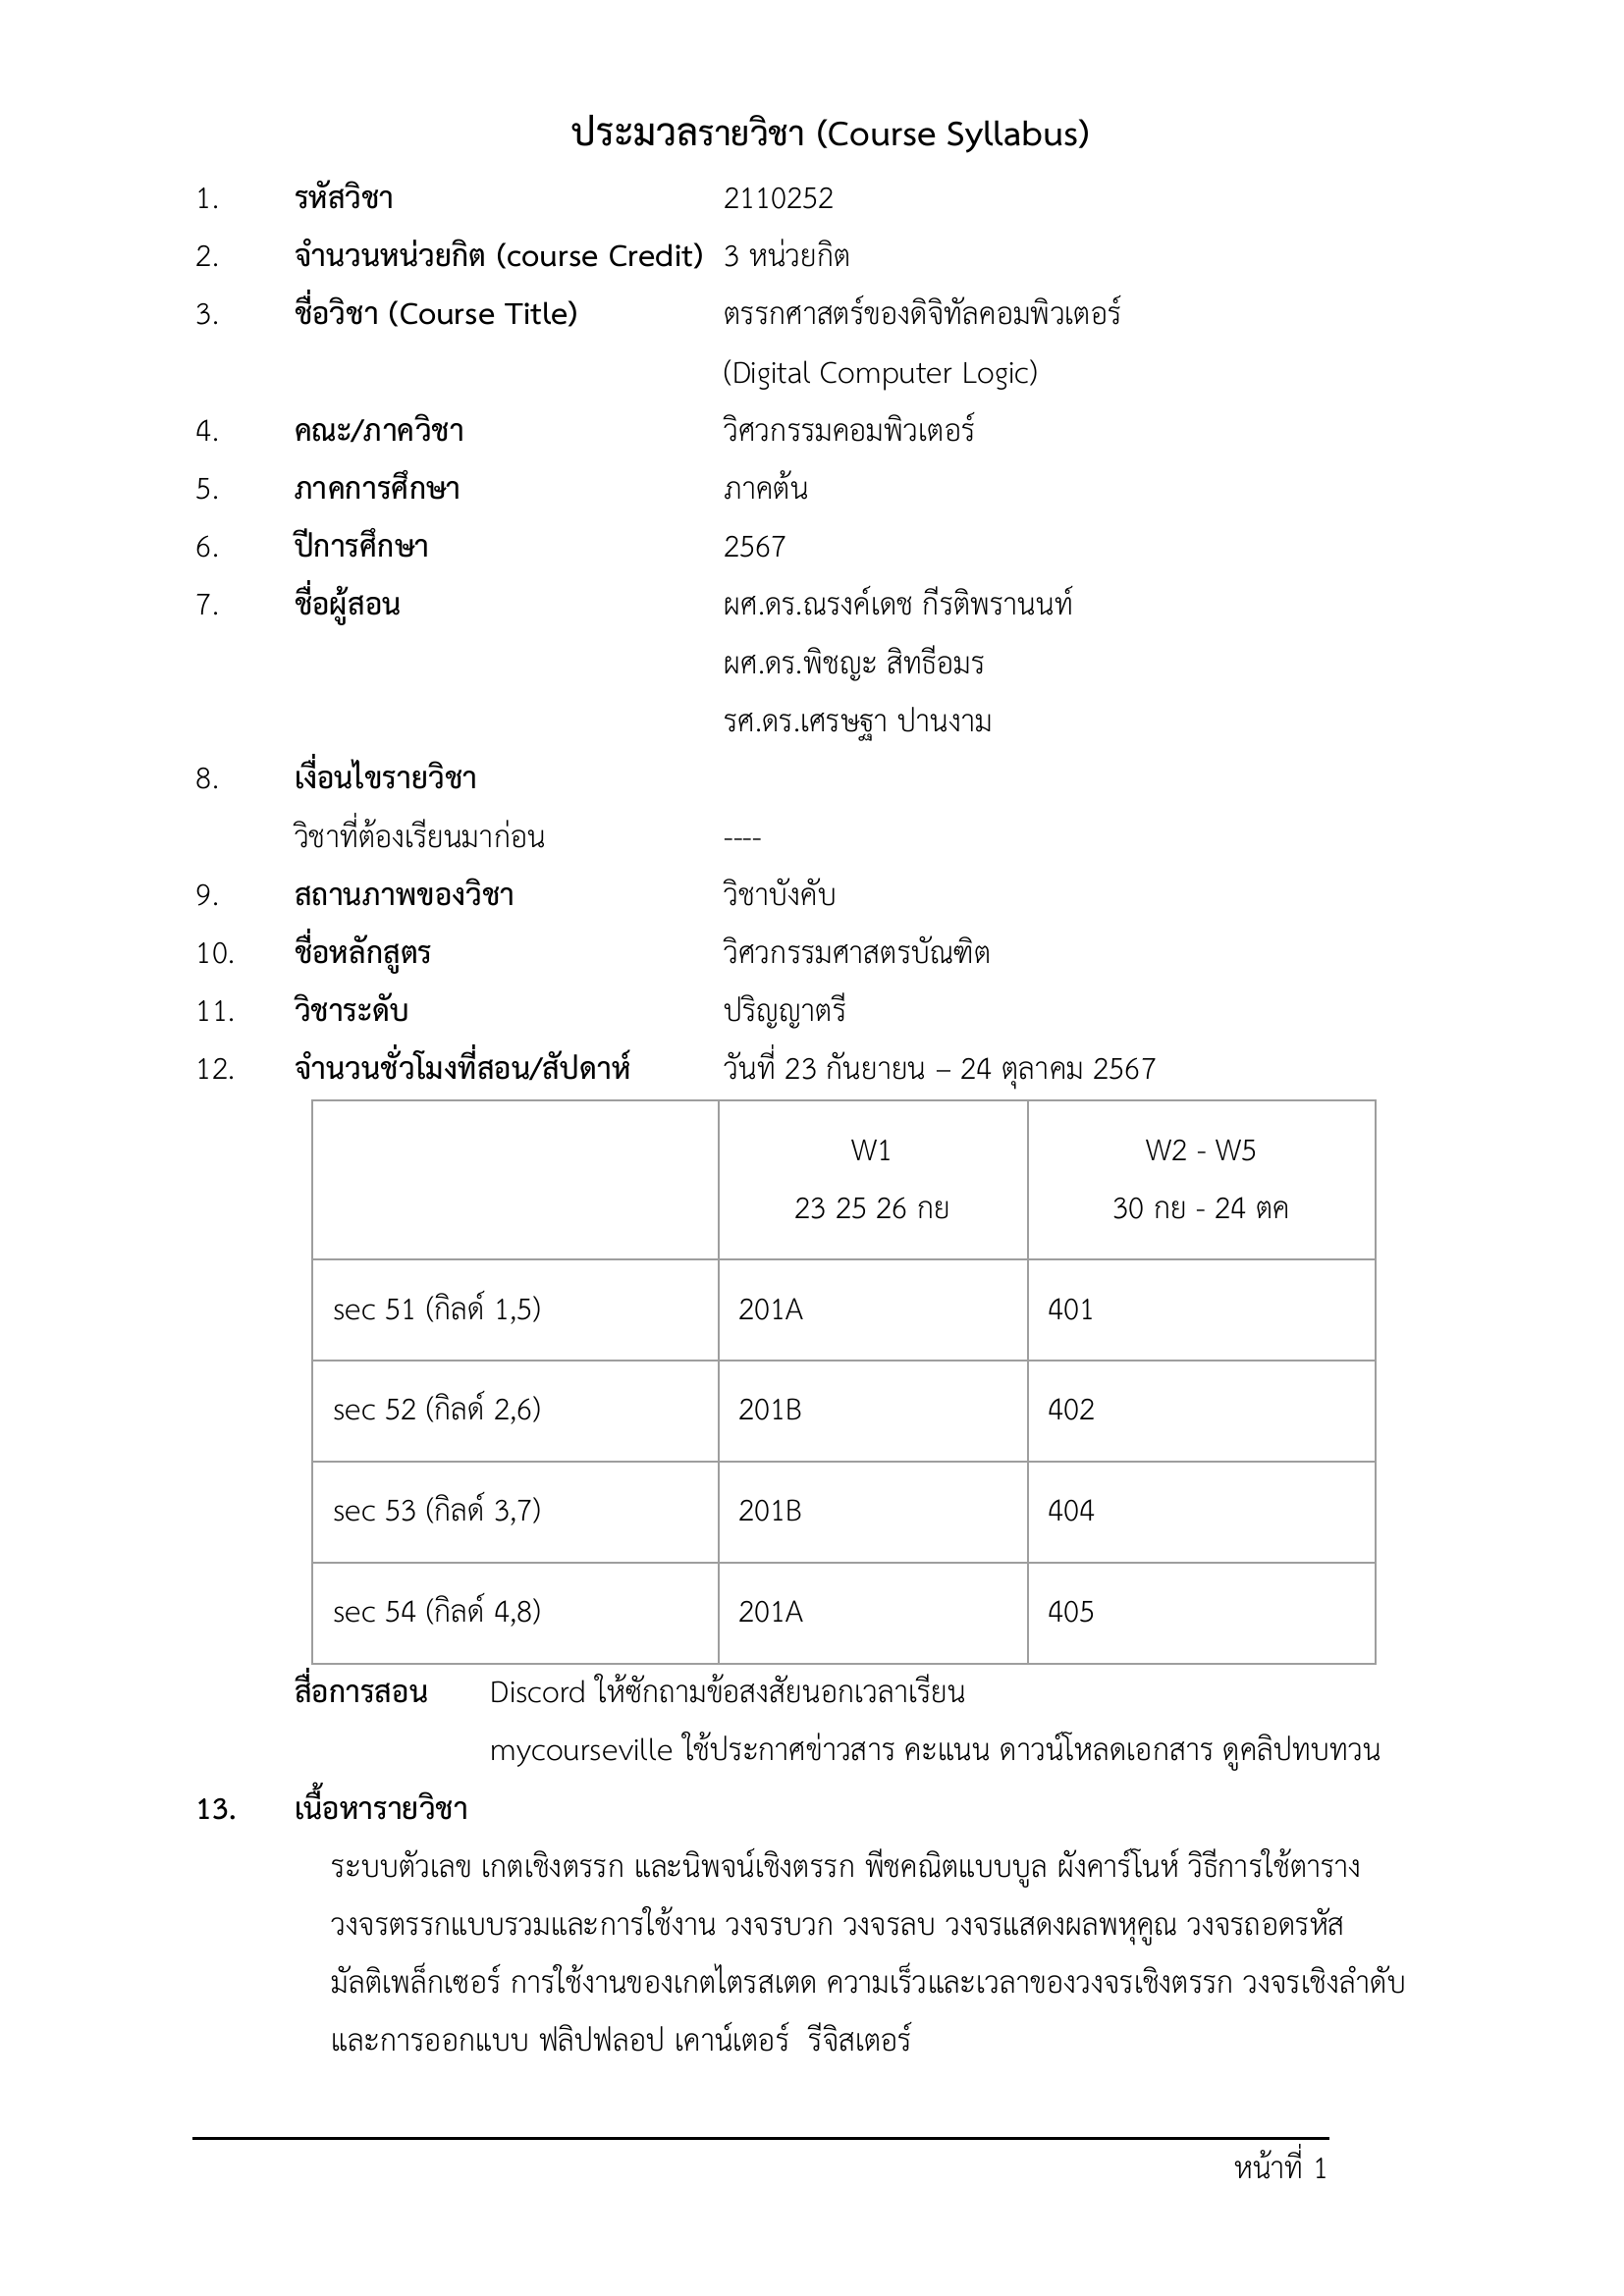 ประมวลรายวิชา (Course Syllabus)
1. รหัสวิชา 2110252
2. จำนวนหน่วยกิต (course Credit) 3 หน่วยกิต
3. ชื่อวิชา (Course Title) ตรรกศาสตร์ของดิจิทัลคอมพิวเตอร์
(Digital Computer Logic)
4. คณะ/ภาควิชา วิศวกรรมคอมพิวเตอร์
5. ภาคการศึกษา ภาคต้น
6. ปีการศึกษา 2567
7. ชื่อผู้สอน ผศ.ดร.ณรงค์เดช กีรติพรานนท์
ผศ.ดร.พิชญะ สิทธีอมร
รศ.ดร.เศรษฐา ปานงาม
8. เงื่อนไขรายวิชา
วิชาที่ต้องเรียนมาก่อน ----
9. สถานภาพของวิชา วิชาบังคับ
10. ชื่อหลักสูตร วิศวกรรมศาสตรบัณฑิต
11. วิชาระดับ ปริญญาตรี
12. จำนวนชั่วโมงที่สอน/สัปดาห์ วันที่ 23 กันยายน – 24 ตุลาคม 2567
W1 W2 - W5
23 25 26 กย 30 กย - 24 ตค
sec 51 (กิลด์ 1,5) 201A 401
sec 52 (กิลด์ 2,6) 201B 402
sec 53 (กิลด์ 3,7) 201B 404
sec 54 (กิลด์ 4,8) 201A 405
สื่อการสอน Discord ให้ซักถามข้อสงสัยนอกเวลาเรียน
mycourseville ใช้ประกาศข่าวสาร คะแนน ดาวน์โหลดเอกสาร ดูคลิปทบทวน
13. เนื้อหารายวิชา
ระบบตัวเลข เกตเชิงตรรก และนิพจน์เชิงตรรก พีชคณิตแบบบูล ผังคาร์โนห์ วิธีการใช้ตาราง
วงจรตรรกแบบรวมและการใช้งาน วงจรบวก วงจรลบ วงจรแสดงผลพหุคูณ วงจรถอดรหัส
มัลติเพล็กเซอร์ การใช้งานของเกตไตรสเตด ความเร็วและเวลาของวงจรเชิงตรรก วงจรเชิงลำดับ
และการออกแบบ ฟลิปฟลอป เคาน์เตอร์ รีจิสเตอร์
หน้าที่ 1